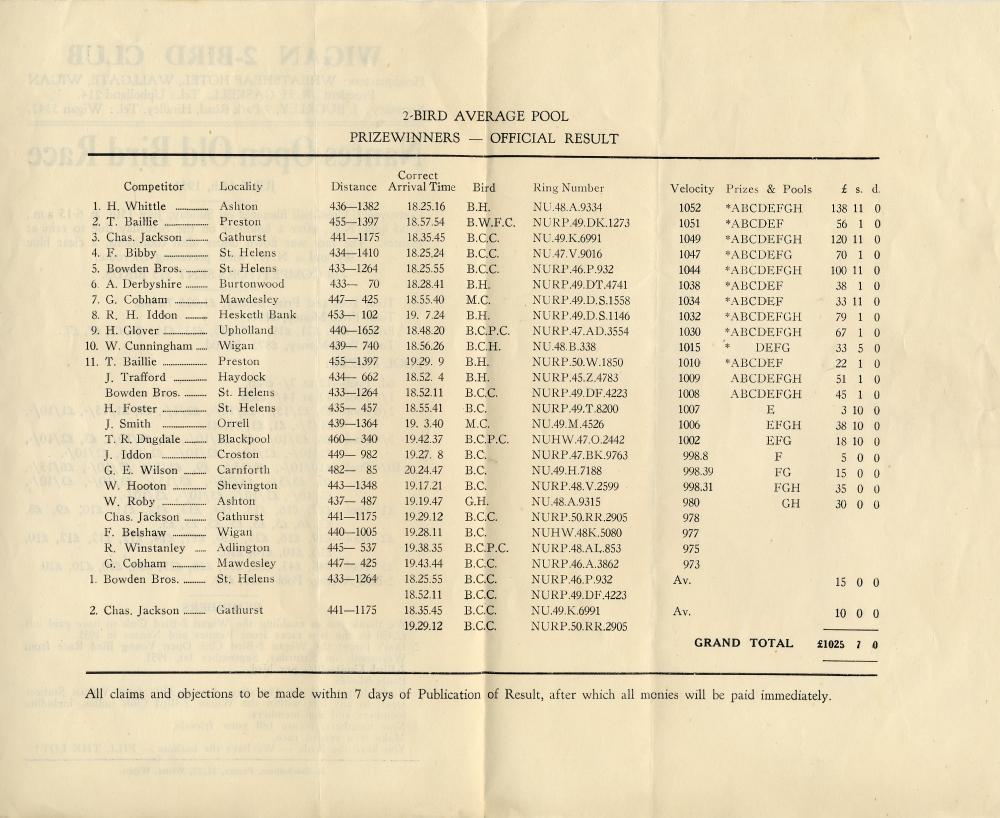 2-BIRD AVERAGE POOL
PRIZEWINNERS — OFFICIAL RESULT
Competitor Locality Distance Correct Arrival Time Bird Ring Number Velocity Prizes & Pools £ s. d.
1. H. Whittle ............... Ashton 436—1382 18.25.16 B.H. NU.48.A.9334 1052 *ABCDEFGH 138 11 0
2. T. Baillie ............... Preston 455—1397 18.57.54 B.W.F.C. NURP.49.DK.1273 1051 *ABCDEF 56 1 0
3. Chas. Jackson ......... Gathurst 441—1175 18.35.45 B.C.C. NU.49.K.6991 1049 *ABCDEFGH 120 11 0
4. F. Bibby ............... St. Helens 434—1410 18.25,24 B.C.C. NU.47.V.9016 1047 *ABCDEFG 70 1 0
5. Bowden Bros. ......... St. Helens 433—1264 18.25.55 B.C.C. NURP.46.P.932 1044 *ABCDEFGH 100 11 0
6. A. Derbyshire ......... Burtonwood 433— 70 18.28.41 B.H. NURP.49.DT.4741 1038 *ABCDEF 38 1 0
7. G. Cobham ............ Mawdesley 447— 425 18.55.40 M.C. NURP.49.D.S.1558 1034 *ABCDEF 33 11 0
8. R. H. Iddon ............ Hesketh Bank 453— 102 19. 7.24 B.H. NURP.49.D.S.1146 1032 *ABCDEFGH 79 1 0
9. H. Glover ............... Upholland 440—1652 18.48.20 B.C.P.C. NURP.47.AD.3554 1030 *ABCDEFGH 67 1 0
10. W. Cunningham ..... Wigan 439— 740 18.56.26 B.C.H. NU.48.B.338 1015 * DEFG 33 5 0
11. T. Baillie ............... Preston 455—1397 19.29. 9 B.H. NURP.50.W.1850 1010 *ABCDEF 22 1 0
J. Trafford ............ Haydock 434— 662 18.52. 4 B.H. NURP.45.Z.4783 1009 ABCDEFGH 51 1 0
Bowden Bros. ......... St. Helens 433—1264 18.52.11 B.C.C. NURP.49.DF.4223 1008 ABCDEFGH 45 1 0
H. Foster ............... St. Helens 435— 457 18.55.41 B.C. NURP.49.T.8200 1007 E 3 10 0
J. Smith ............... Orrell 439—1364 19. 3.40 M.C. NURP.49.M.4526 1006 EFGH 38 10 0
T. R. Dugdale ......... Blackpool 460— 340 19.42.37 B.C.P.C. NUHW.47.O.2442 1002 EFG 18 10 0
J. Iddon ............... Croston 449— 982 19.27. 8 B.C. NURP.47.BK.9763 998.8 F 5 0 0
G. E. Wilson ......... Carnforth 482— 85 20.24.47 B.C. NU.49.H.7188 998.39 FG 15 0 0
W. Hooton ............ Shevington 443—1348 19.17.21 B.C. NURP.48.V.2599 998.31 FGH 35 0 0
W. Roby ............... Ashton 437— 487 19.19.47 G.H. NU.48.A.9315 980 GH 30 0 0
Chas. Jackson ......... Gathurst 441—1175 19.29.12 B.C.C. NURP.50.RR.2905 978
F. Belshaw ............ Wigan 440—1005 19.28.11 B.C. NUHW.48K.5080 977
R. Winstanley ..... Adlington 445— 537 19.38.35 B.C.P.C. NURP.48.AL.853 975
G. Cobham ............ Mawdesley 447— 425 19.43.44 B.C.C. NURP.46.A.3862 973
1. Bowden Bros. ......... St. Helens 433—1264 18.25.55 B.C.C. NURP.46.P.932 Av. 15 0 0
18.52.11 B.C.C. NURP.49.DF.4223
2. Chas. Jackson ......... Gathurst 441—1175 18.35.45 B.C.C. NU.49.K.6991 Av. 10 0 0
19.29.12 B.C.C. NURP.50.RR.2905
GRAND TOTAL £1025 7 0
All claims and objections to be made within 7 days of Publication of Result, after which all monies will be paid immediately.